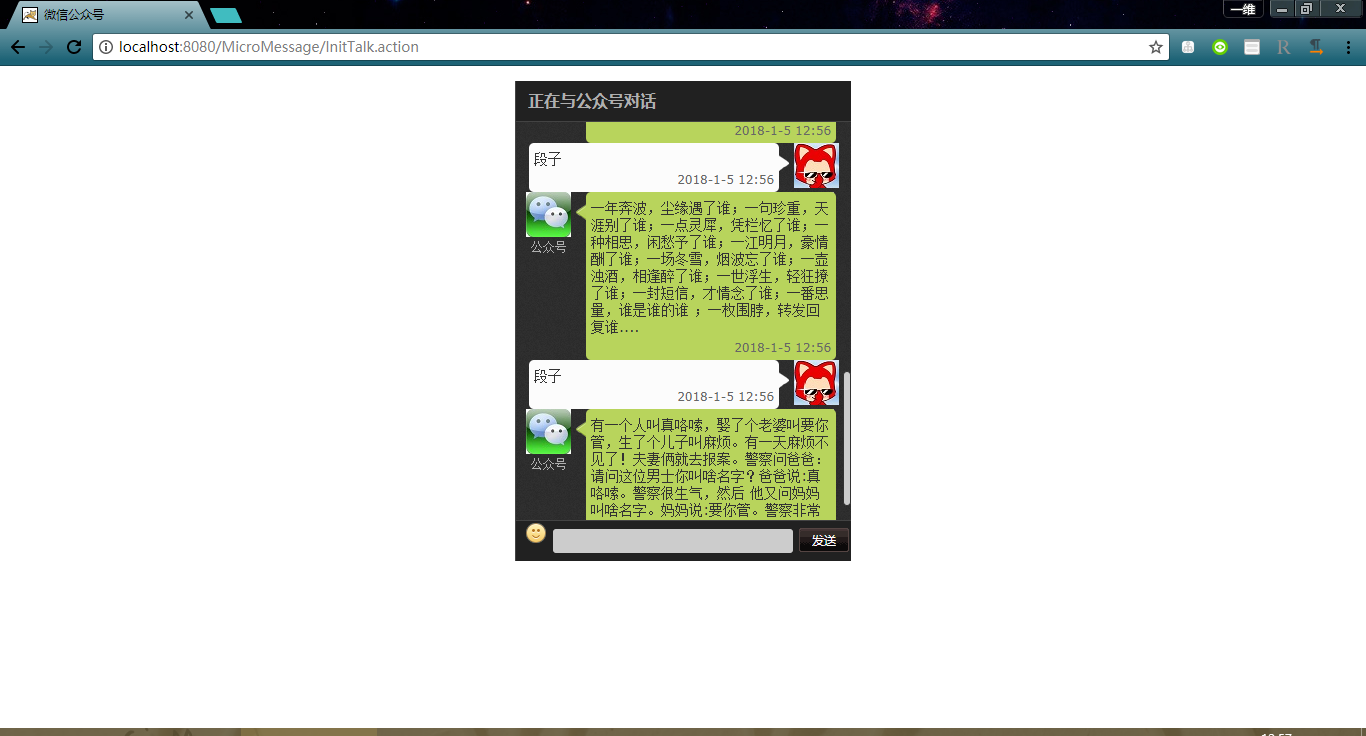 微信公众号
一维
localhost:8080/MicroMessage/InitTalk.action
正在与公众号对话
2018-1-5 12:56
段子
2018-1-5 12:56
公众号
一年奔波，尘缘遇了谁；一句珍重，天
涯别了谁；一点灵犀，凭栏忆了谁；一
种相思，闲愁予了谁；一江明月，豪情
酬了谁；一场冬雪，烟波忘了谁；一壶
浊酒，相逢醉了谁；一世浮生，轻狂撩
了谁；一封短信，才情念了谁；一番思
量，谁是谁的谁 ；一枚围脖，转发回
复谁....
2018-1-5 12:56
段子
2018-1-5 12:56
公众号
有一个人叫真咯嗦，娶了个老婆叫要你
管，生了个儿子叫麻烦。有一天麻烦不
见了！夫妻俩就去报案。警察问爸爸：
请问这位男士你叫啥名字？爸爸说:真
咯嗦。警察很生气，然后 他又问妈妈
叫啥名字。妈妈说:要你管。警察非常
发送